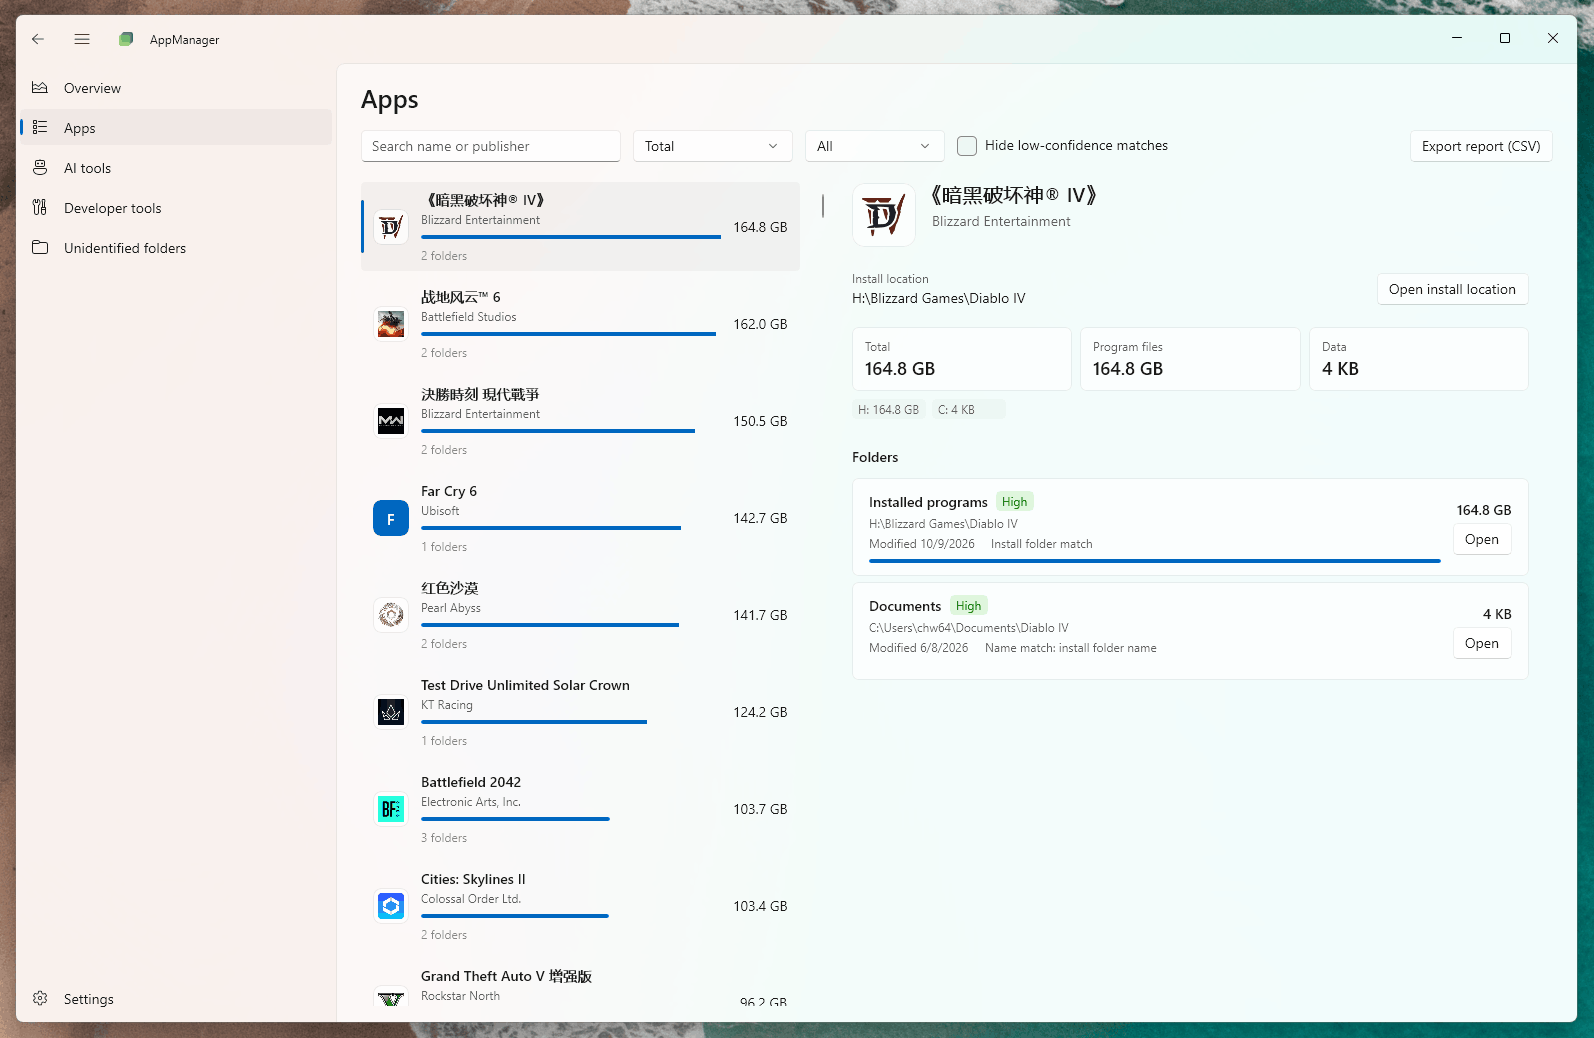 AppManager
Overview
Apps
AI tools
Developer tools
Unidentified folders
Settings
Apps
Search name or publisher
Total
All
Hide low-confidence matches
Export report (CSV)
《暗黑破坏神® IV》
Blizzard Entertainment
164.8 GB
2 folders
战地风云™ 6
Battlefield Studios
162.0 GB
2 folders
決勝時刻 現代戰爭
Blizzard Entertainment
150.5 GB
2 folders
F
Far Cry 6
Ubisoft
142.7 GB
1 folders
红色沙漠
Pearl Abyss
141.7 GB
2 folders
Test Drive Unlimited Solar Crown
KT Racing
124.2 GB
1 folders
BF
Battlefield 2042
Electronic Arts, Inc.
103.7 GB
3 folders
Cities: Skylines II
Colossal Order Ltd.
103.4 GB
2 folders
Grand Theft Auto V 增强版
Rockstar North
96.2 GB
《暗黑破坏神® IV》
Blizzard Entertainment
Install location
H:\Blizzard Games\Diablo IV
Open install location
Total
164.8 GB
Program files
164.8 GB
Data
4 KB
H: 164.8 GB
C: 4 KB
Folders
Installed programs High
H:\Blizzard Games\Diablo IV
Modified 10/9/2026 Install folder match
164.8 GB
Open
Documents High
C:\Users\chw64\Documents\Diablo IV
Modified 6/8/2026 Name match: install folder name
4 KB
Open